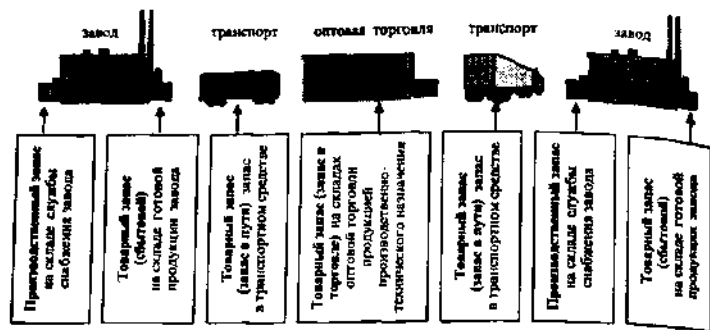 завод
транспорт
оптовая торговля
транспорт
завод
Производственный запас
на складе службы
снабжения завода
Товарный запас
(сбытовой)
на складе готовой
продукции завода
Товарный запас
(запас в пути) запас
в транспортном средстве
Товарный запас (запас в
торговле) на складах
оптовой торговли
продукцией
производственно-
технического назначения
Товарный запас
(запас в пути) запас
в транспортном средстве
Производственный запас
на складе службы
снабжения завода
Товарный запас
(сбытовой)
на складе готовой
продукции завода